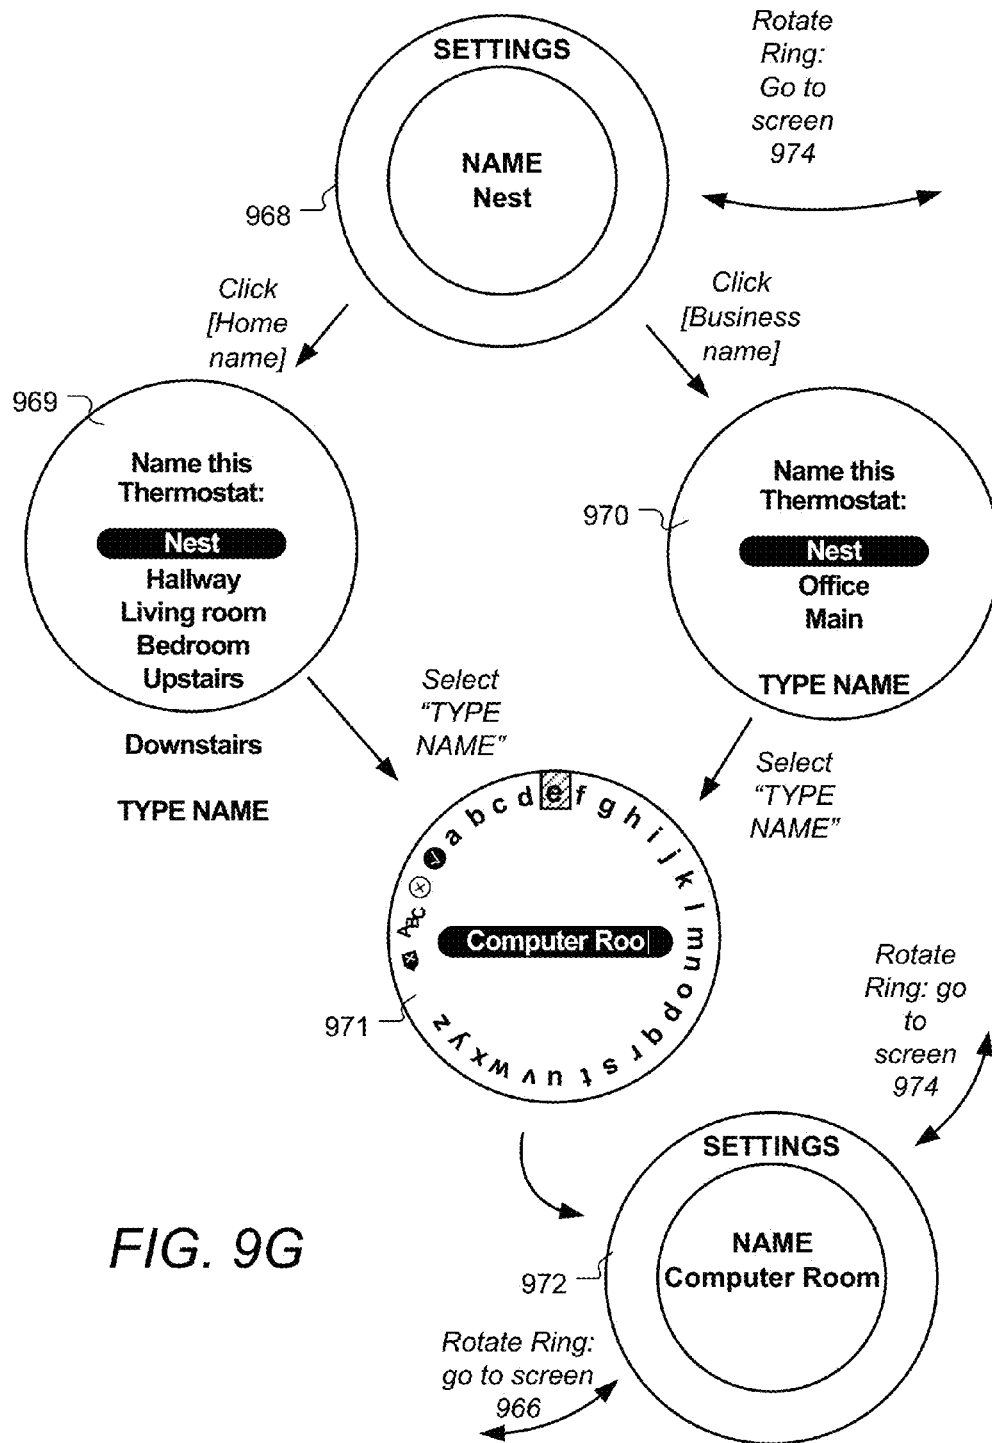 SETTINGS
NAME
Nest
Rotate
Ring:
Go to
screen
974
968
Click
[Home
name]
Click
[Business
name]
969
Name this
Thermostat:
Nest
Hallway
Living room
Bedroom
Upstairs
Downstairs
TYPE NAME
970
Name this
Thermostat:
Nest
Office
Main
TYPE NAME
Select
“TYPE
NAME”
Select
“TYPE
NAME”
a b c d e f g h i j k l m n o p q r s t u v w x y z
ABC
Computer Roo
971
Rotate
Ring: go
to
screen
974
SETTINGS
NAME
Computer Room
972
Rotate Ring:
go to screen
966
FIG. 9G